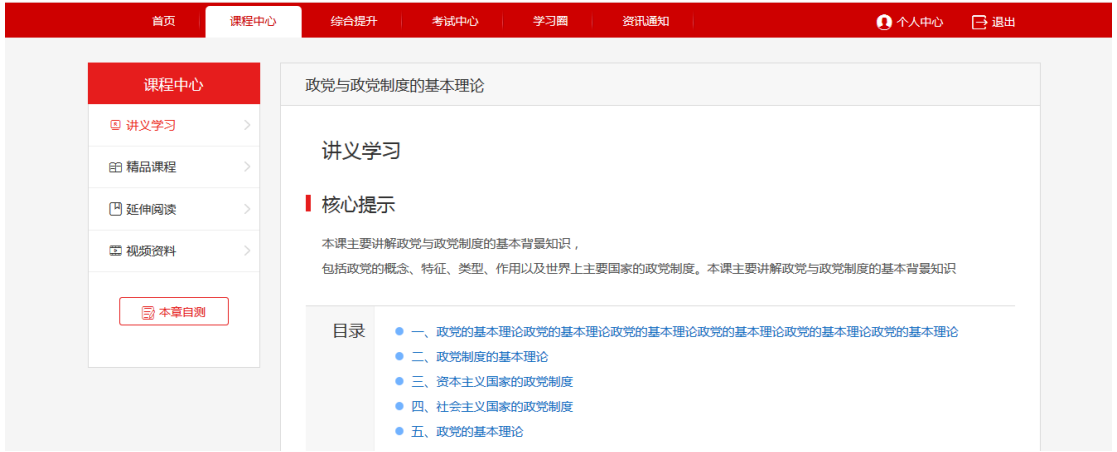 首页 课程中心 综合提升 考试中心 学习圈 资讯通知 个人中心 退出
课程中心
讲义学习
精品课程
延伸阅读
视频资料
本章自测
政党与政党制度的基本理论
讲义学习
核心提示
本课主要讲解政党与政党制度的基本背景知识，
包括政党的概念、特征、类型、作用以及世界上主要国家的政党制度。本课主要讲解政党与政党制度的基本背景知识
目录
一、政党的基本理论政党的基本理论政党的基本理论政党的基本理论政党的基本理论政党的基本理论
二、政党制度的基本理论
三、资本主义国家的政党制度
四、社会主义国家的政党制度
五、政党的基本理论